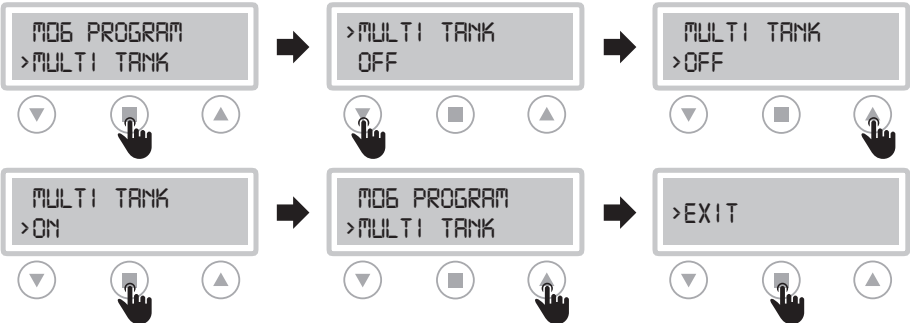 M06 PROGRAM
>MULTI TANK
>MULTI TANK
OFF
MULTI TANK
>OFF
MULTI TANK
>ON
M06 PROGRAM
>MULTI TANK
>EXIT